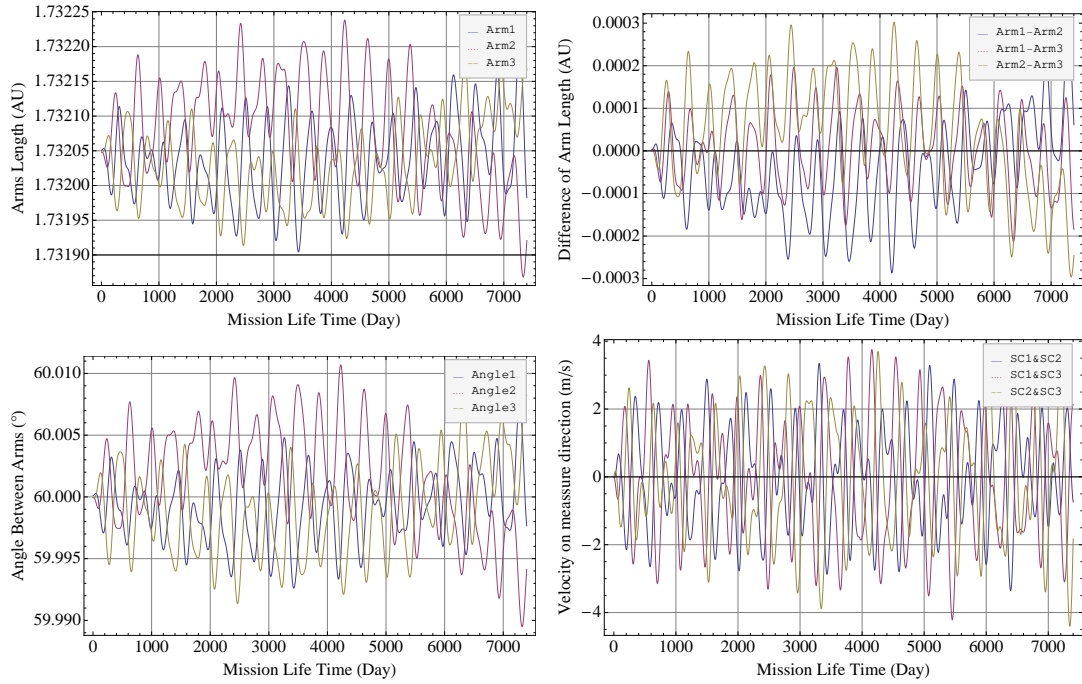 1.73225
1.73220
1.73215
1.73210
1.73205
1.73200
1.73195
1.73190
Arms Length (AU)
Arm1
Arm2
Arm3
0 1000 2000 3000 4000 5000 6000 7000
Mission Life Time (Day)
0.0003
0.0002
0.0001
0.0000
−0.0001
−0.0002
−0.0003
Difference of Arm Length (AU)
Arm1-Arm2
Arm1-Arm3
Arm2-Arm3
0 1000 2000 3000 4000 5000 6000 7000
Mission Life Time (Day)
60.010
60.005
60.000
59.995
59.990
Angle Between Arms (°)
Angle1
Angle2
Angle3
0 1000 2000 3000 4000 5000 6000 7000
Mission Life Time (Day)
4
2
0
−2
−4
Velocity on meassure direction (m/s)
SC1&SC2
SC1&SC3
SC2&SC3
0 1000 2000 3000 4000 5000 6000 7000
Mission Life Time (Day)